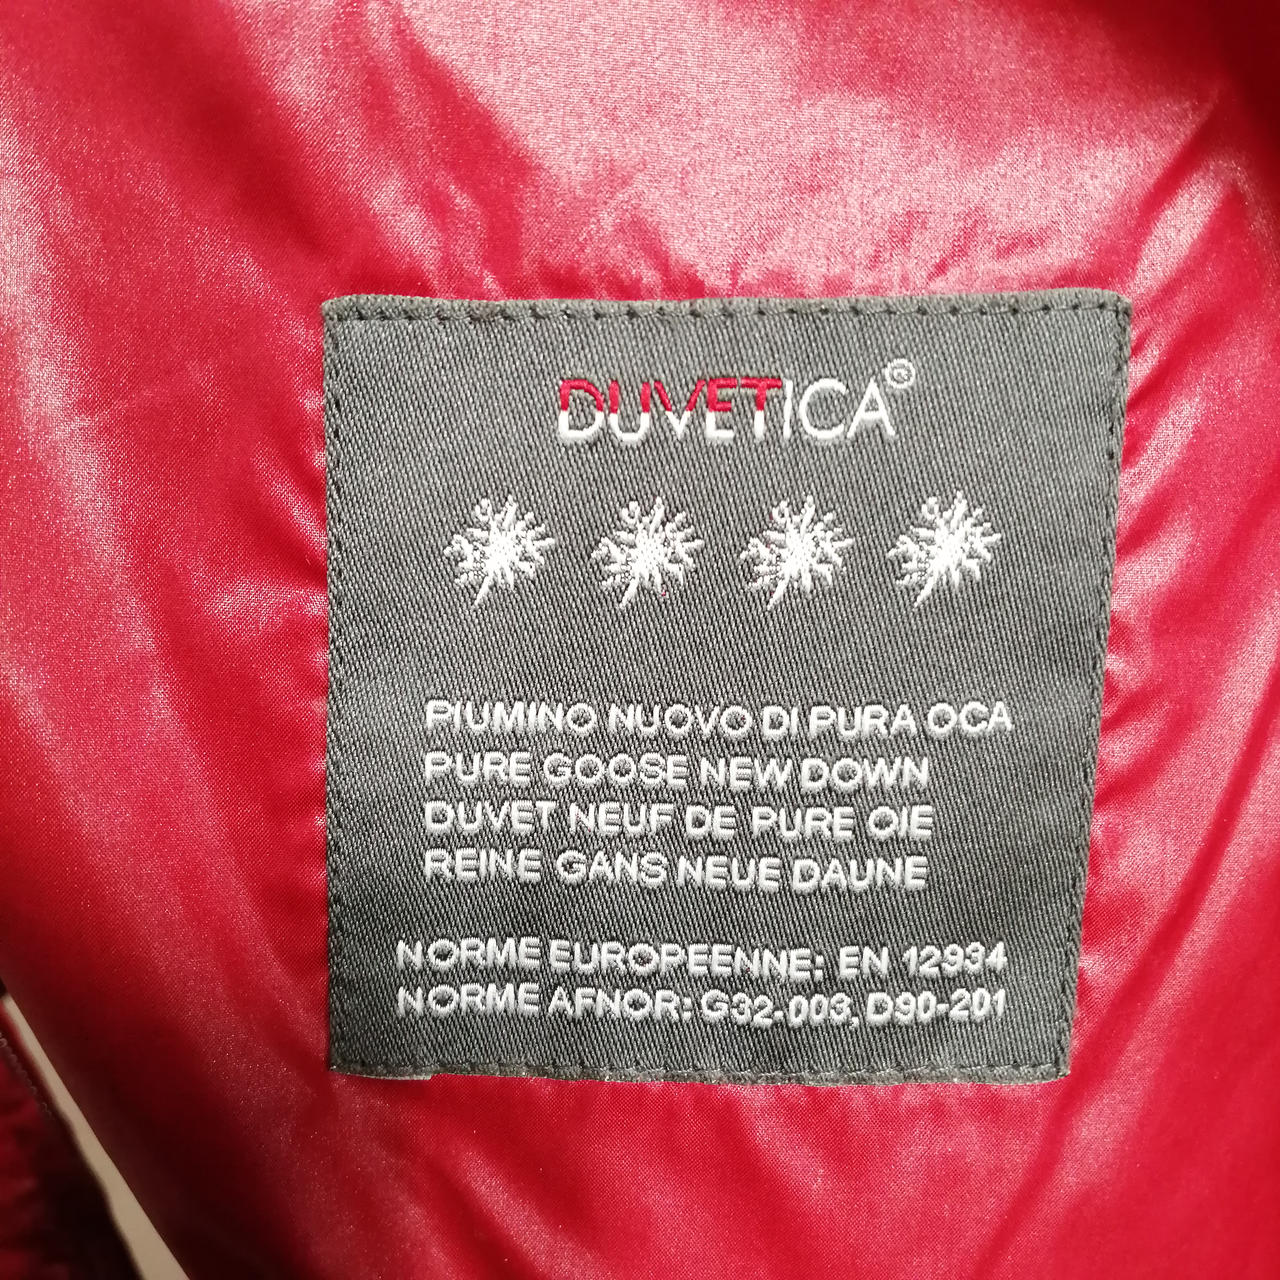 DUVETICA®
PIUMINO NUOVO DI PURA OCA
PURE GOOSE NEW DOWN
DUVET NEUF DE PURE OIE
REINE GANS NEUE DAUNE
NORME EUROPEENNE: EN 12934
NORME AFNOR: G32-003, D90-201